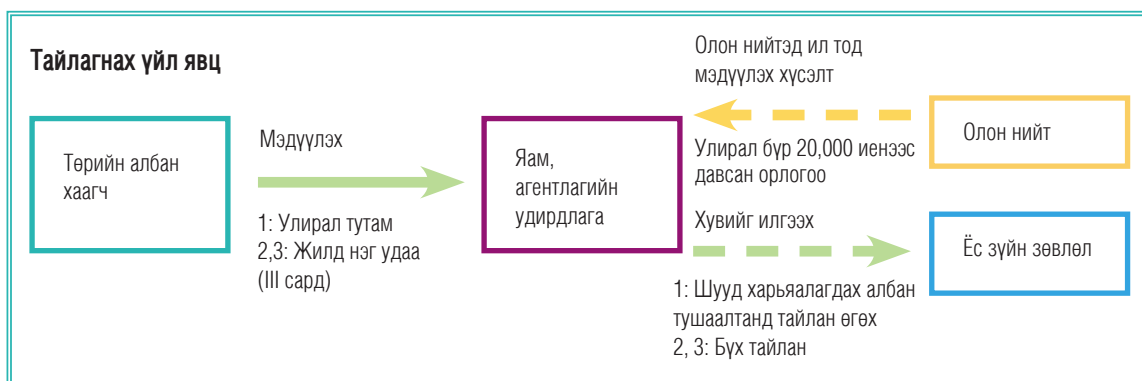 Тайлагнах үйл явц
Төрийн албан
хаагч
Мэдүүлэх
1: Улирал тутам
2,3: Жилд нэг удаа
(III сард)
Яам,
агентлагийн
удирдлага
Олон нийтэд ил тод
мэдүүлэх хүсэлт
Улирал бүр 20,000 иенээс
давсан орлогоо
Олон нийт
Хувийг илгээх
1: Шууд харьяалагдах албан
тушаалтанд тайлан өгөх
2, 3: Бүх тайлан
Ёс зүйн зөвлөл